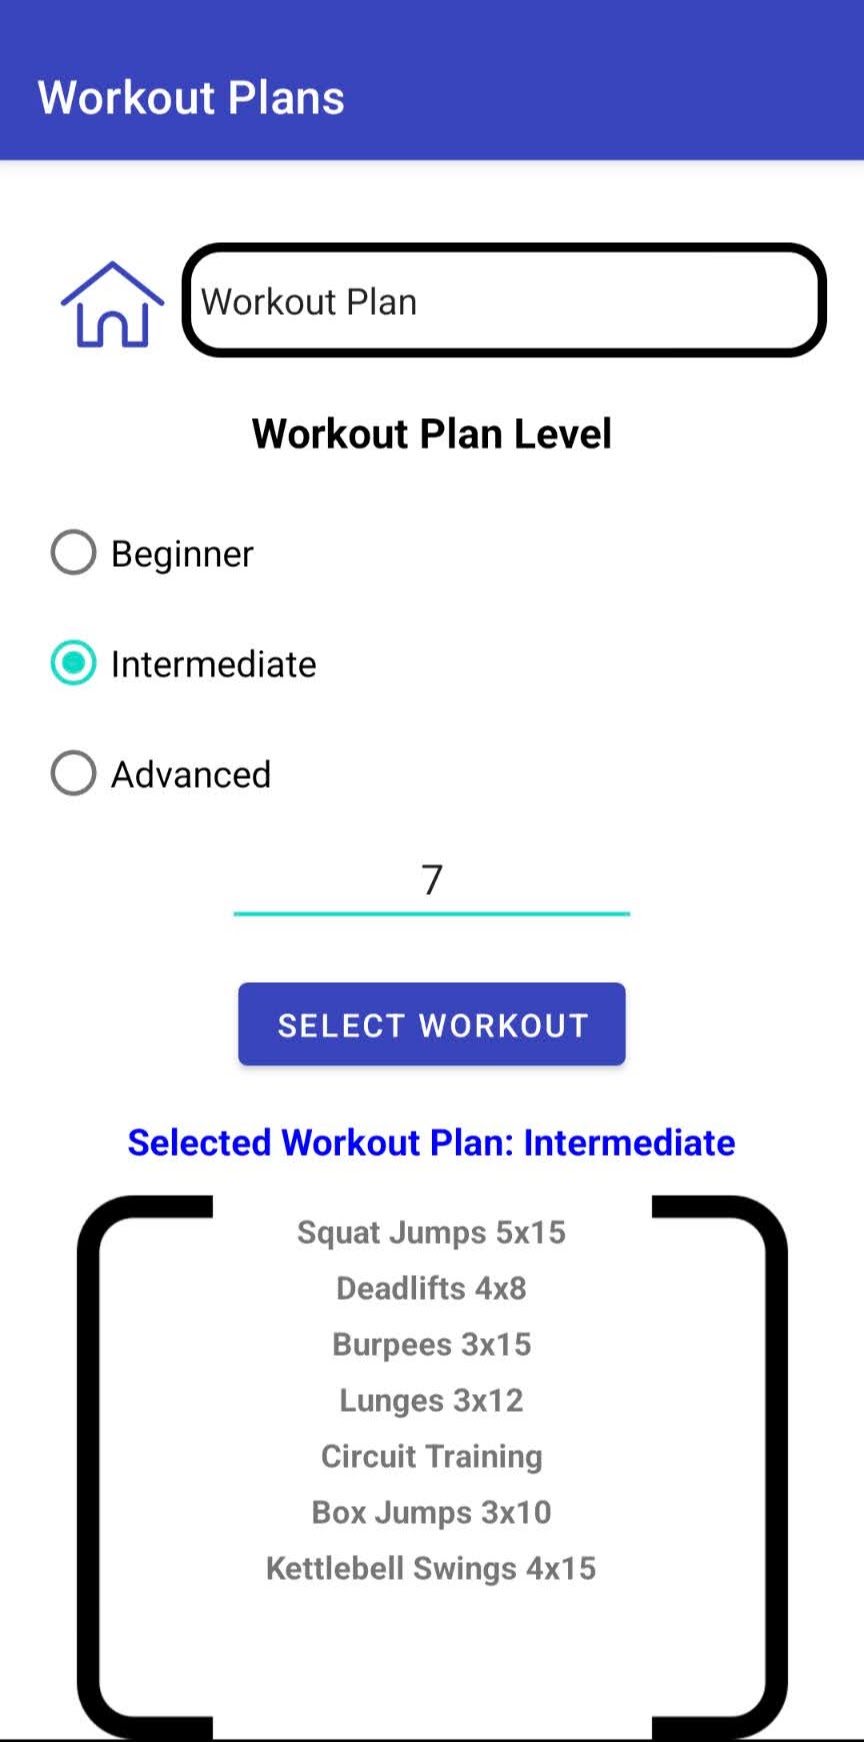 Workout Plans
Workout Plan
Workout Plan Level
Beginner
Intermediate
Advanced
7
SELECT WORKOUT
Selected Workout Plan: Intermediate
Squat Jumps 5x15
Deadlifts 4x8
Burpees 3x15
Lunges 3x12
Circuit Training
Box Jumps 3x10
Kettlebell Swings 4x15